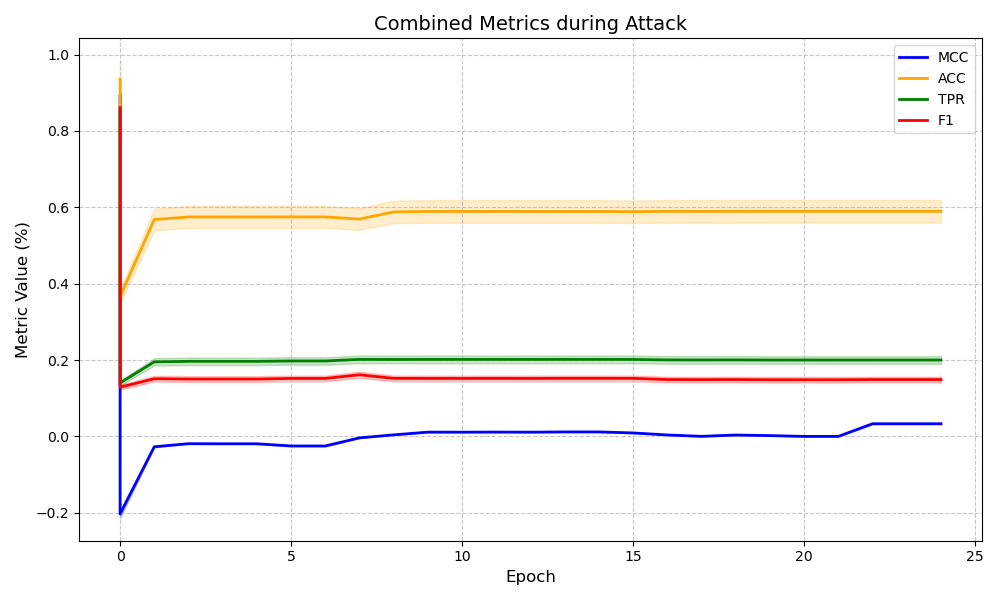 Combined Metrics during Attack
Metric Value (%)
1.0
0.8
0.6
0.4
0.2
0.0
−0.2
MCC
ACC
TPR
F1
0
5
10
15
20
25
Epoch